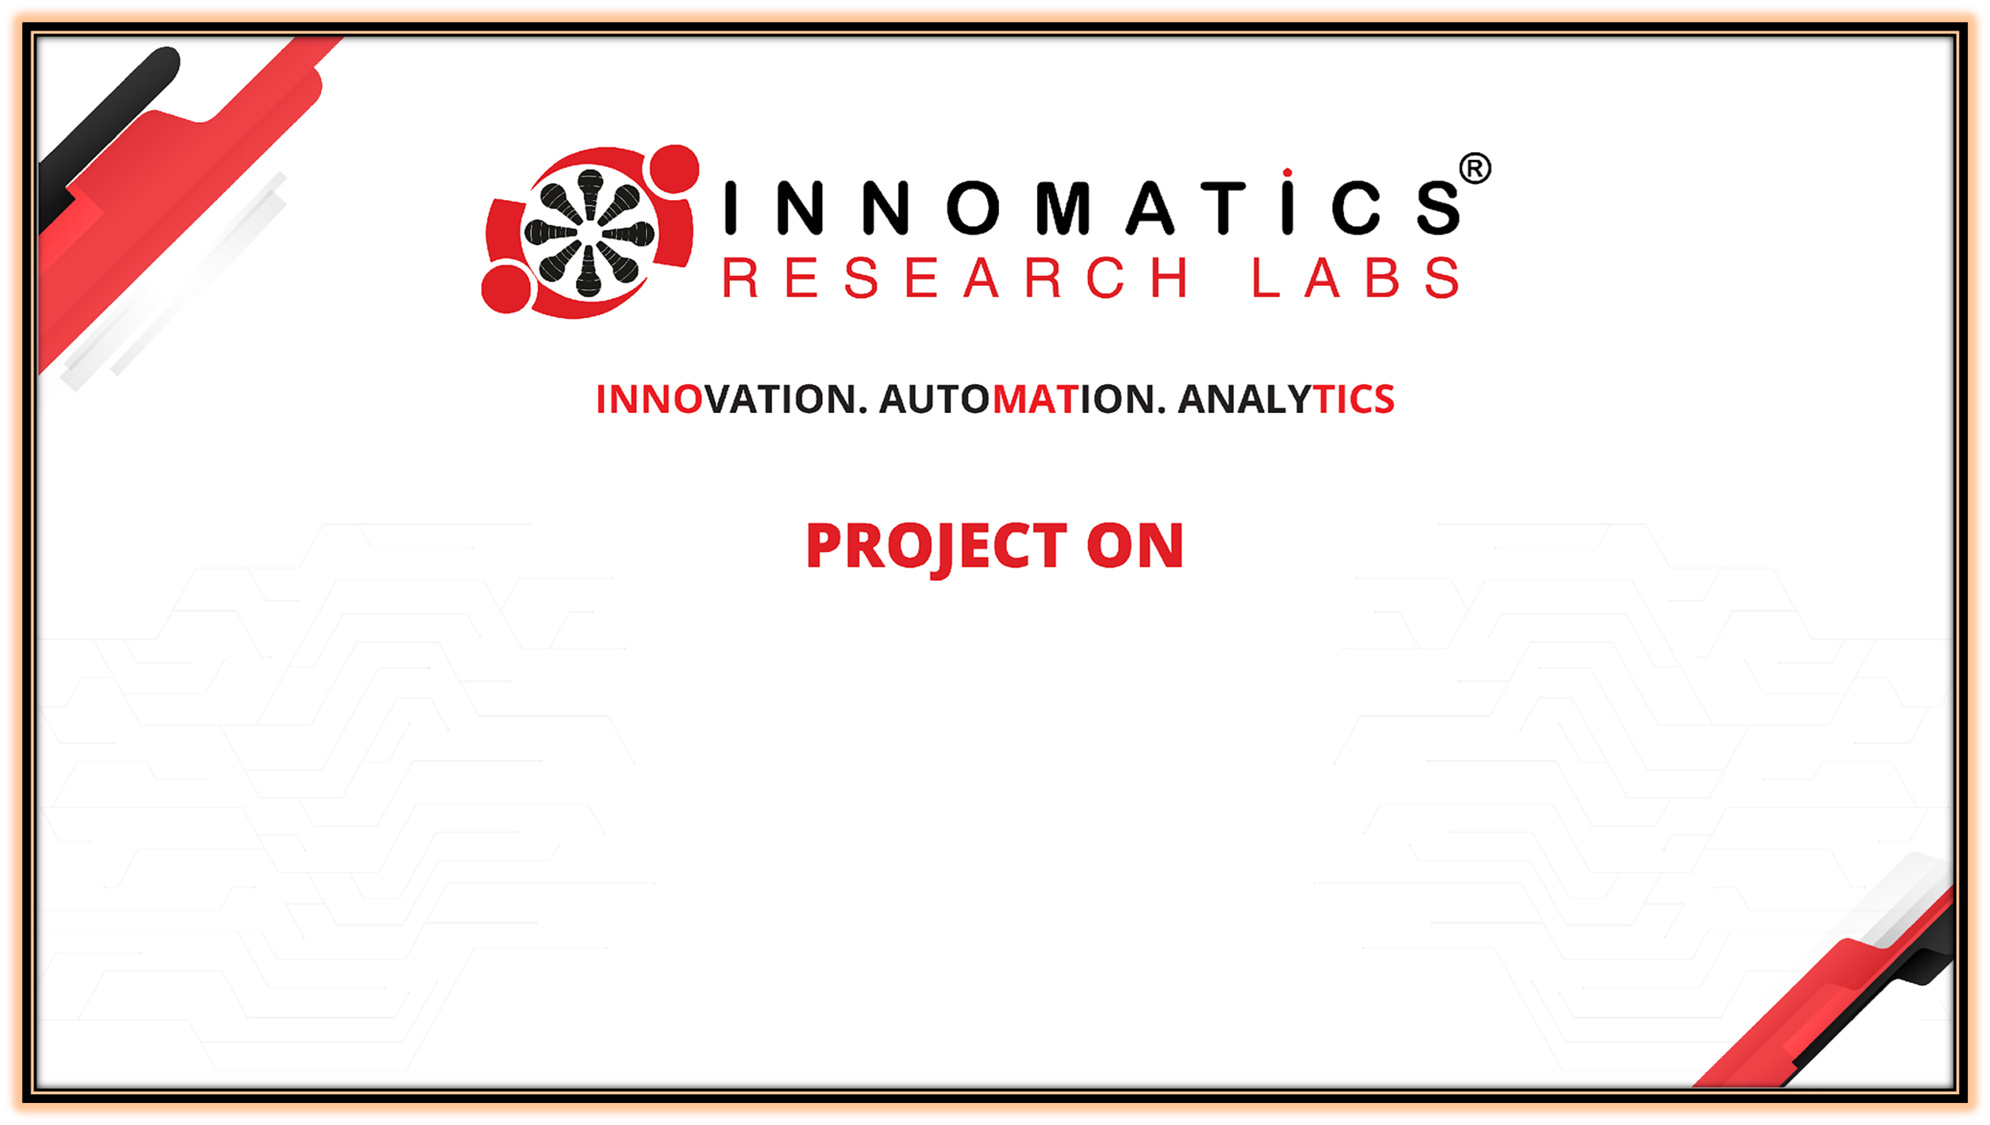 INNOMATICS®
RESEARCH LABS
INNOVATION. AUTOMATION. ANALYTICS
PROJECT ON